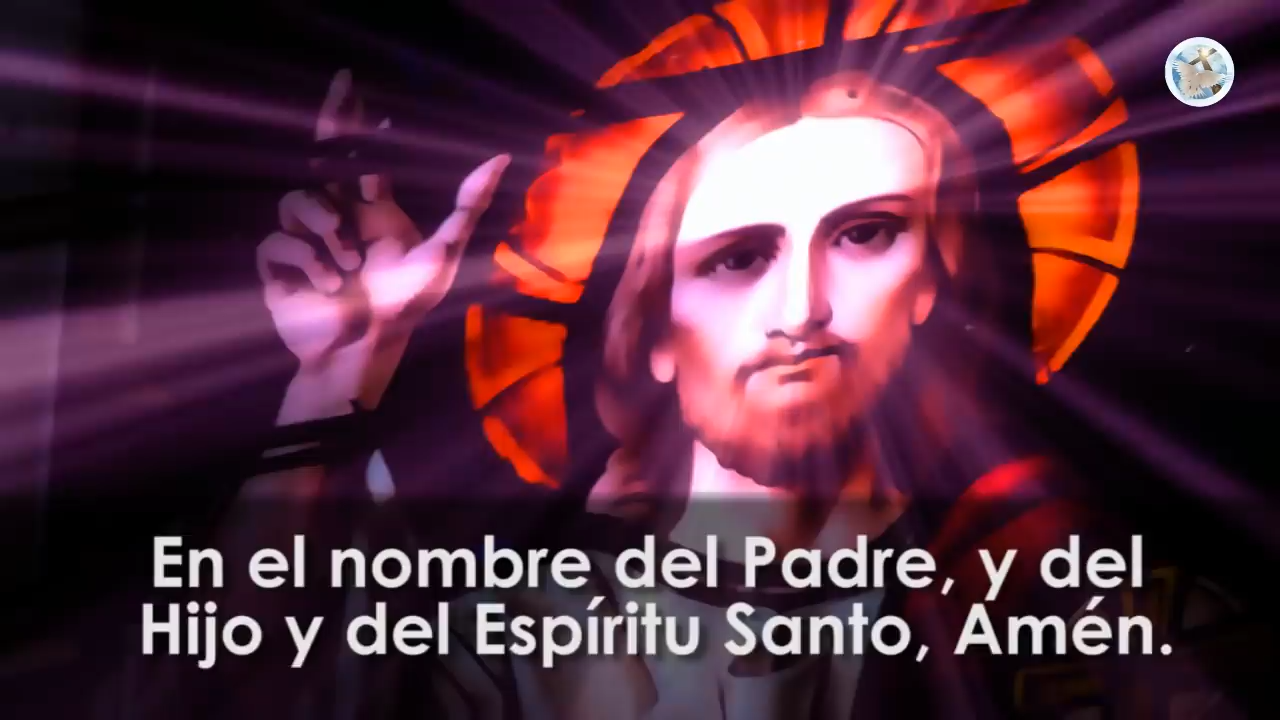 En el nombre del Padre, y del
Hijo y del Espíritu Santo, Amén.